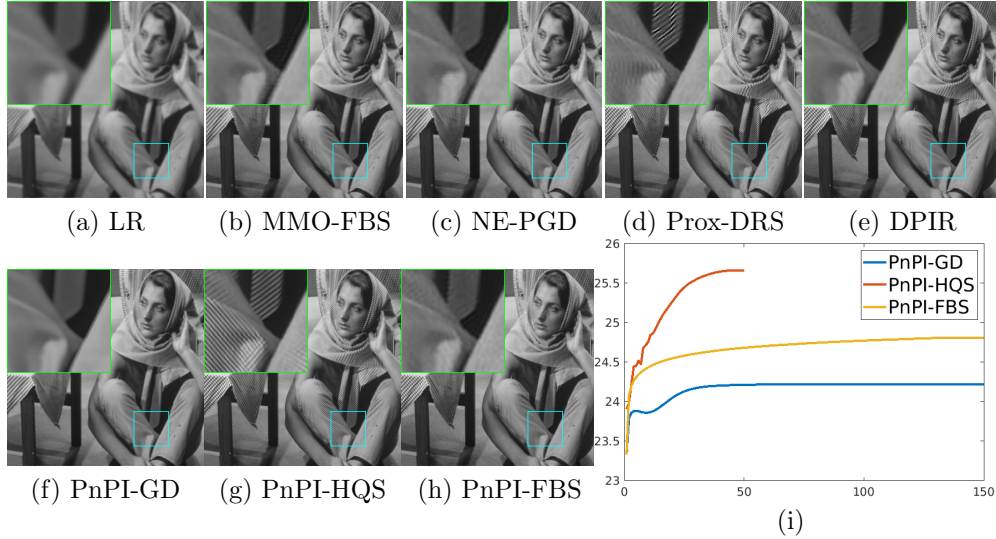 (a) LR
(b) MMO-FBS
(c) NE-PGD
(d) Prox-DRS
(e) DPIR
(f) PnPI-GD
(g) PnPI-HQS
(h) PnPI-FBS
26
25.5
25
24.5
24
23.5
23
0
50
100
150
PnPI-GD
PnPI-HQS
PnPI-FBS
(i)